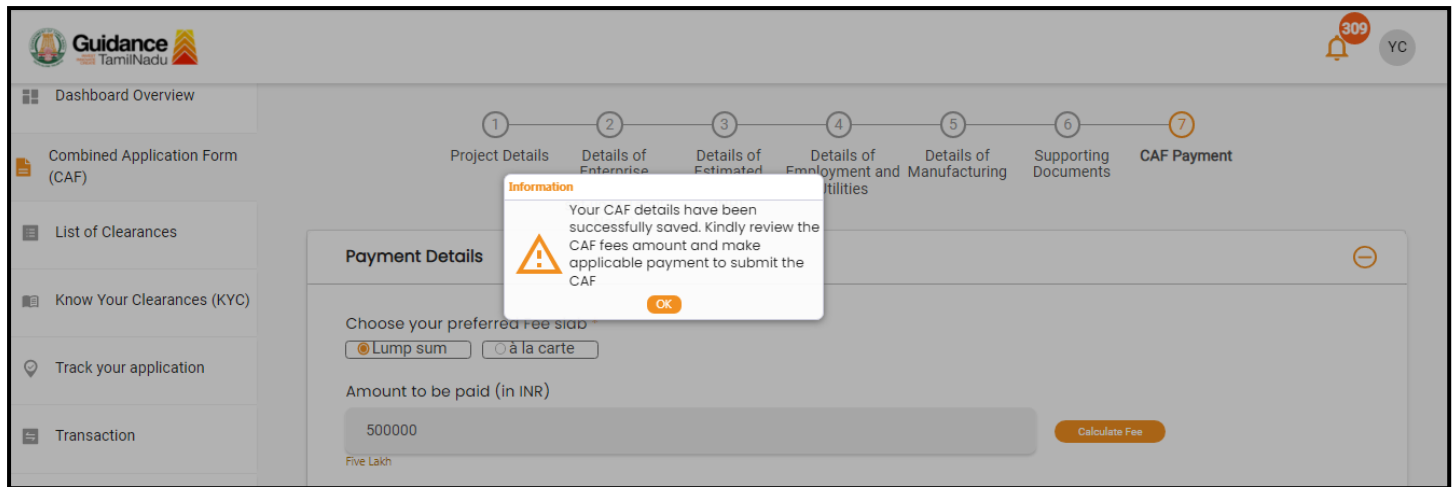 Guidance
TamilNadu
309
YC
Dashboard Overview
Combined Application Form
(CAF)
List of Clearances
Know Your Clearances (KYC)
Track your application
Transaction
1
Project Details
2
Details of
Enterprise
3
Details of
Estimated
4
Details of
Employment and
Utilities
5
Details of
Manufacturing
6
Supporting
Documents
7
CAF Payment
Information
Your CAF details have been
successfully saved. Kindly review the
CAF fees amount and make
applicable payment to submit the
CAF
OK
Payment Details
Choose your preferred Fee slab *
Lump sum
à la carte
Amount to be paid (in INR)
500000
Calculate Fee
Five Lakh